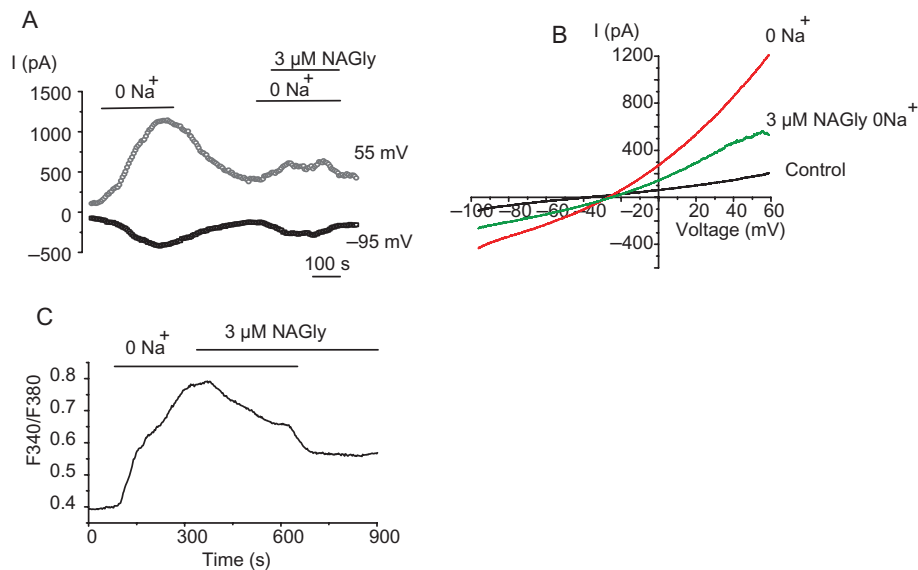 A
I (pA)
3 µM NAGly
0 Na+
0 Na+
1500
1000
500
0
−500
55 mV
−95 mV
100 s
B
I (pA)
0 Na+
1200
800
400
−400
3 µM NAGly 0Na+
Control
−100 −80 −60 −40 −20 0 20 40 60
Voltage (mV)
C
3 µM NAGly
0 Na+
F340/F380
0.8
0.7
0.6
0.5
0.4
0 300 600 900
Time (s)